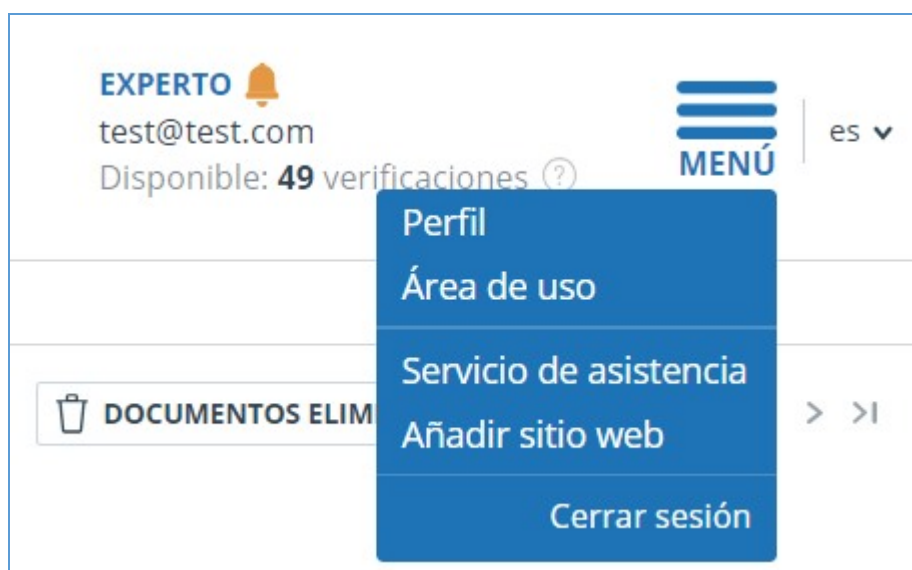 EXPERTO
test@test.com
Disponible: 49 verificaciones ?
MENÚ
es
Perfil
Área de uso
Servicio de asistencia
Añadir sitio web
Cerrar sesión
DOCUMENTOS ELIM